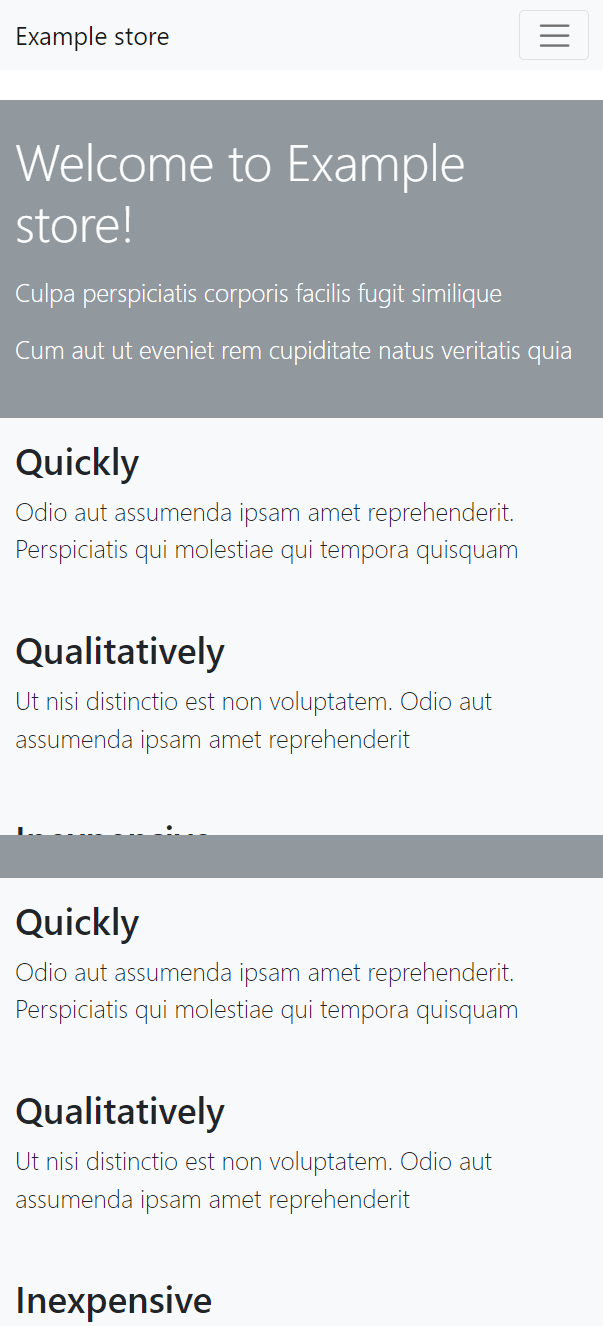 Example store
Welcome to Example
store!
Culpa perspiciatis corporis facilis fugit similique
Cum aut ut eveniet rem cupiditate natus veritatis quia
Quickly
Odio aut assumenda ipsam amet reprehenderit.
Perspiciatis qui molestiae qui tempora quisquam
Qualitatively
Ut nisi distinctio est non voluptatem. Odio aut
assumenda ipsam amet reprehenderit
Inexpensive
Quickly
Odio aut assumenda ipsam amet reprehenderit.
Perspiciatis qui molestiae qui tempora quisquam
Qualitatively
Ut nisi distinctio est non voluptatem. Odio aut
assumenda ipsam amet reprehenderit
Inexpensive